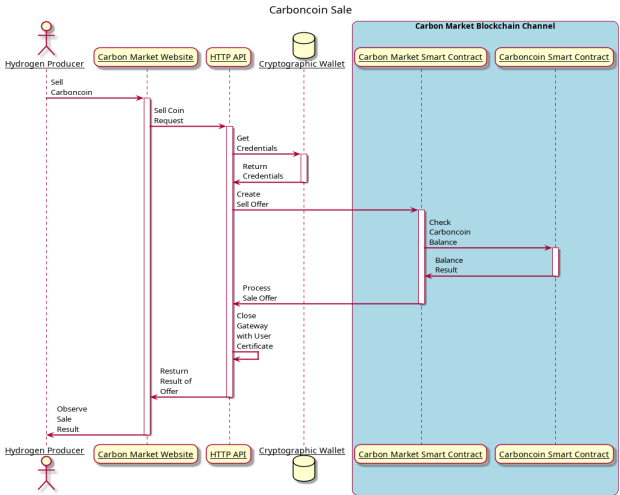 Carboncoin Sale
Carbon Market Blockchain Channel
Hydrogen Producer
Carbon Market Website
HTTP API
Cryptographic Wallet
Carbon Market Smart Contract
Carboncoin Smart Contract
Sell
Carboncoin
Sell Coin
Request
Get
Credentials
Return
Credentials
Create
Sell Offer
Check
Carboncoin
Balance
Balance
Result
Process
Sale Offer
Close
Gateway
with User
Certificate
Resturn
Result of
Offer
Observe
Sale
Result
Hydrogen Producer
Carbon Market Website
HTTP API
Cryptographic Wallet
Carbon Market Smart Contract
Carboncoin Smart Contract